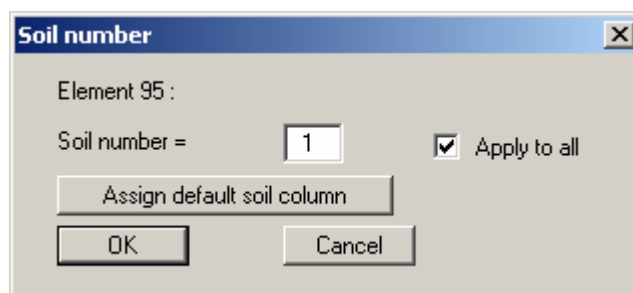 Soil number
Element 95 :
Soil number = 1 Apply to all
Assign default soil column
OK Cancel